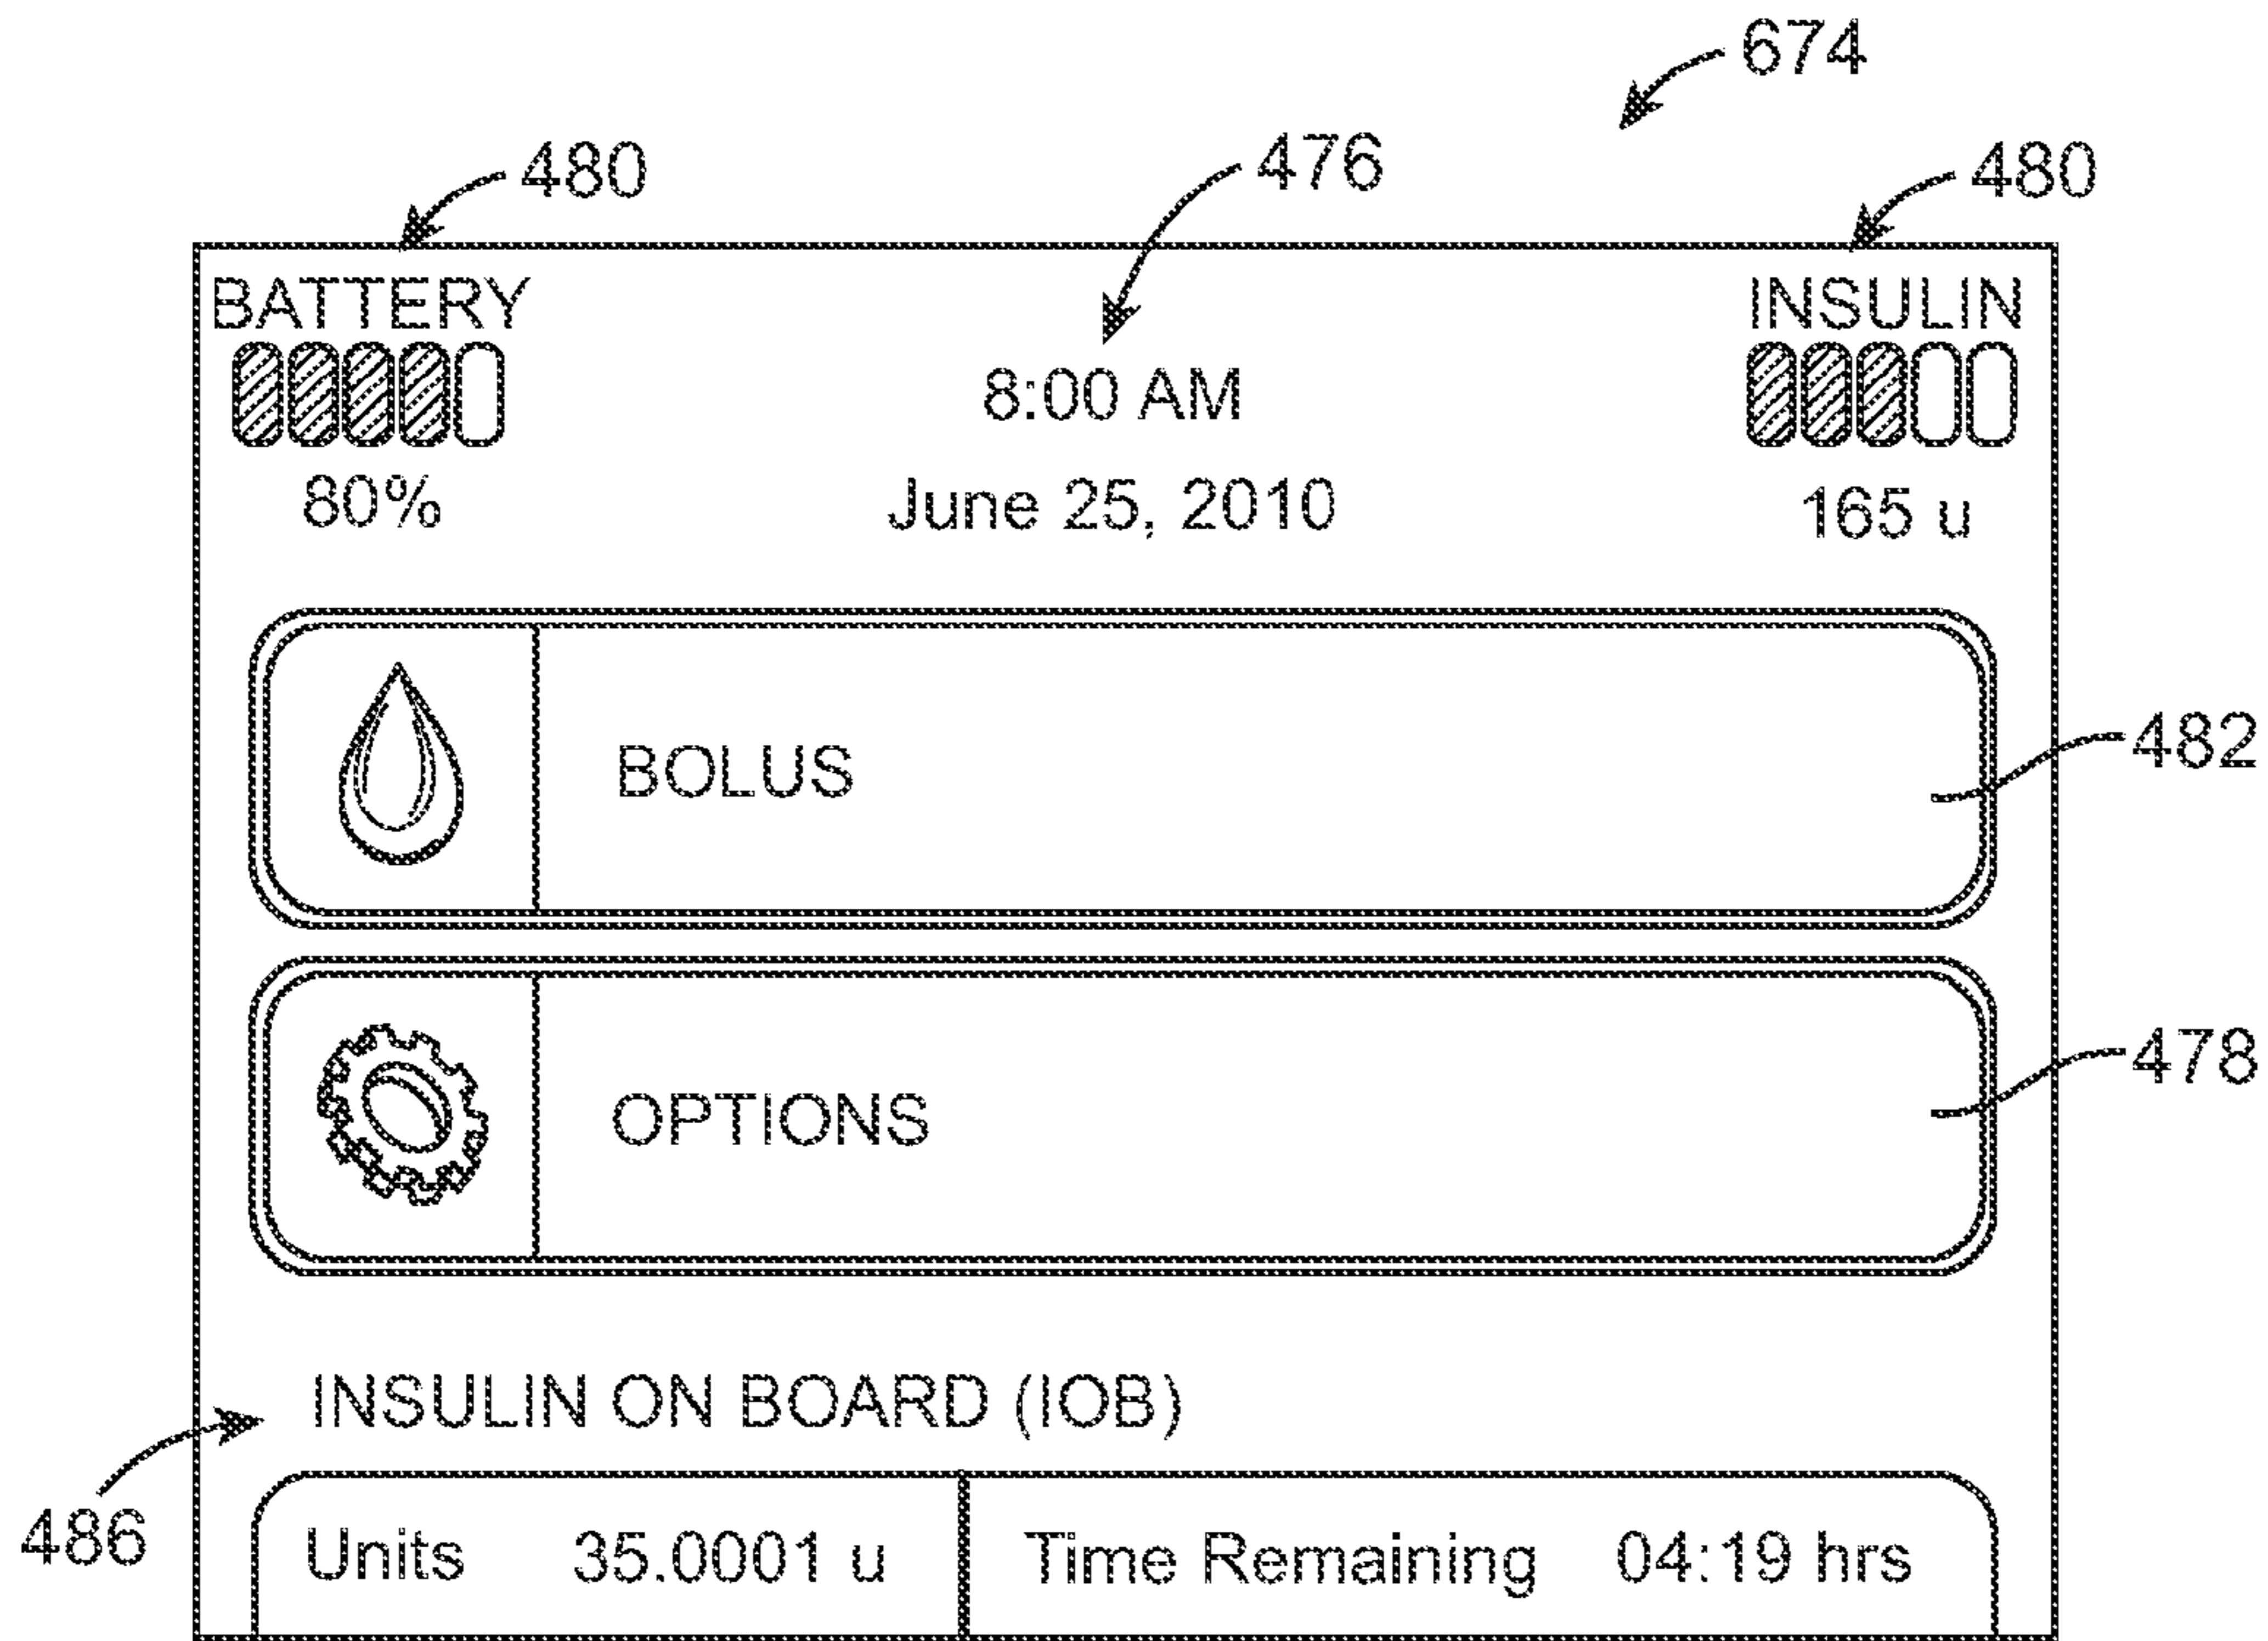 674
480
476
480
BATTERY
INSULIN
8:00 AM
80%
June 25, 2010
165 u
BOLUS
482
OPTIONS
478
INSULIN ON BOARD (IOB)
486
Units 35.0001 u Time Remaining 04:19 hrs